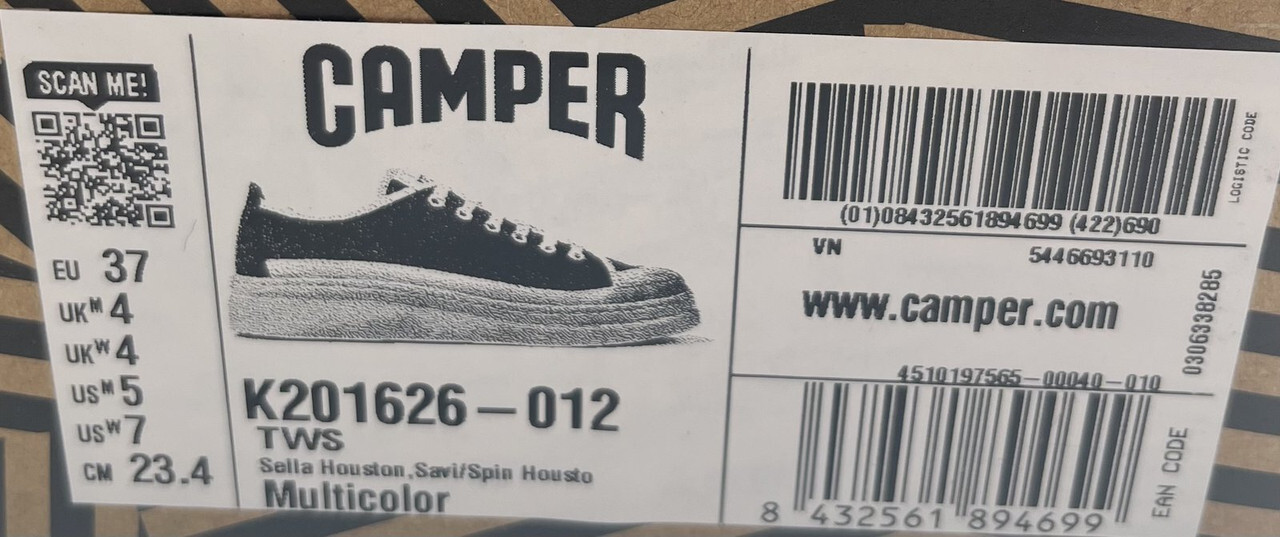 SCAN ME!
EU 37
UKᴹ 4
UKᵂ 4
USᴹ 5
USᵂ 7
CM 23.4
CAMPER
K201626-012
TWS
Sella Houston,Savi/Spin Housto
Multicolor
LOGISTIC CODE
(01)08432561894699 (422)690
VN 5446693110
www.camper.com
0306338285
4510197565-00040-010
EAN CODE
8 432561 894699